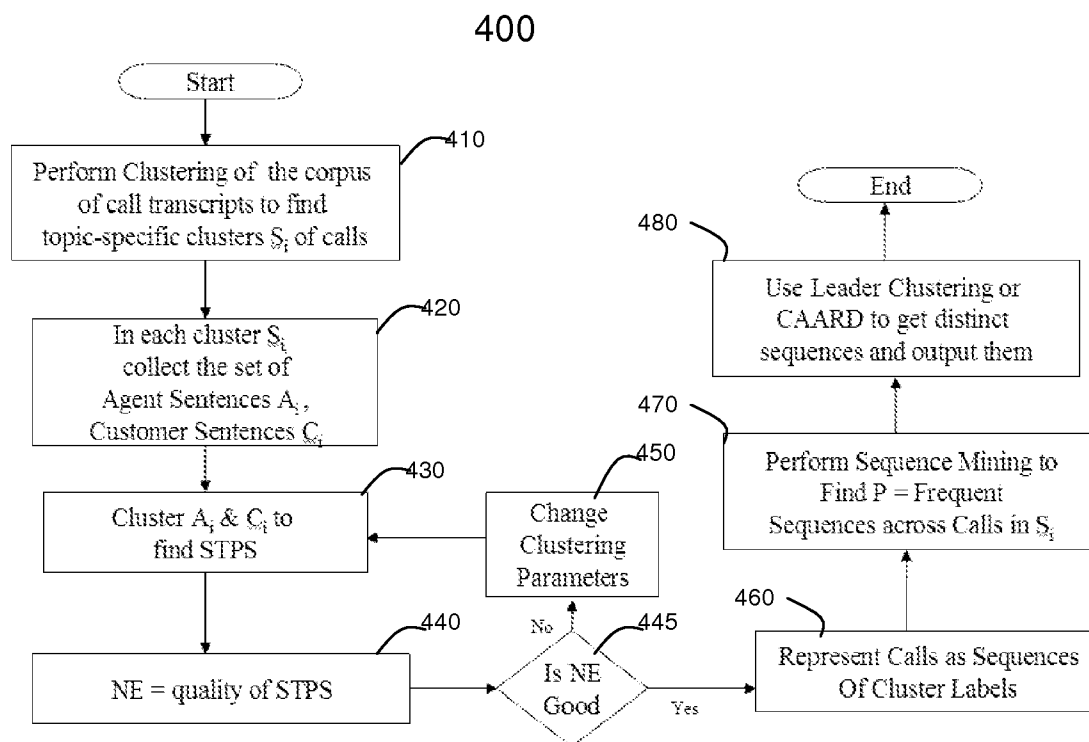 400
Start
410
Perform Clustering of the corpus
of call transcripts to find
topic-specific clusters Si of calls
420
In each cluster Si
collect the set of
Agent Sentences Ai ,
Customer Sentences Ci
430
Cluster Ai & Ci to
find STPS
440
NE = quality of STPS
445
Is NE
Good
No
450
Change
Clustering
Parameters
Yes
460
Represent Calls as Sequences
Of Cluster Labels
470
Perform Sequence Mining to
Find P = Frequent
Sequences across Calls in Si
480
Use Leader Clustering or
CAARD to get distinct
sequences and output them
End